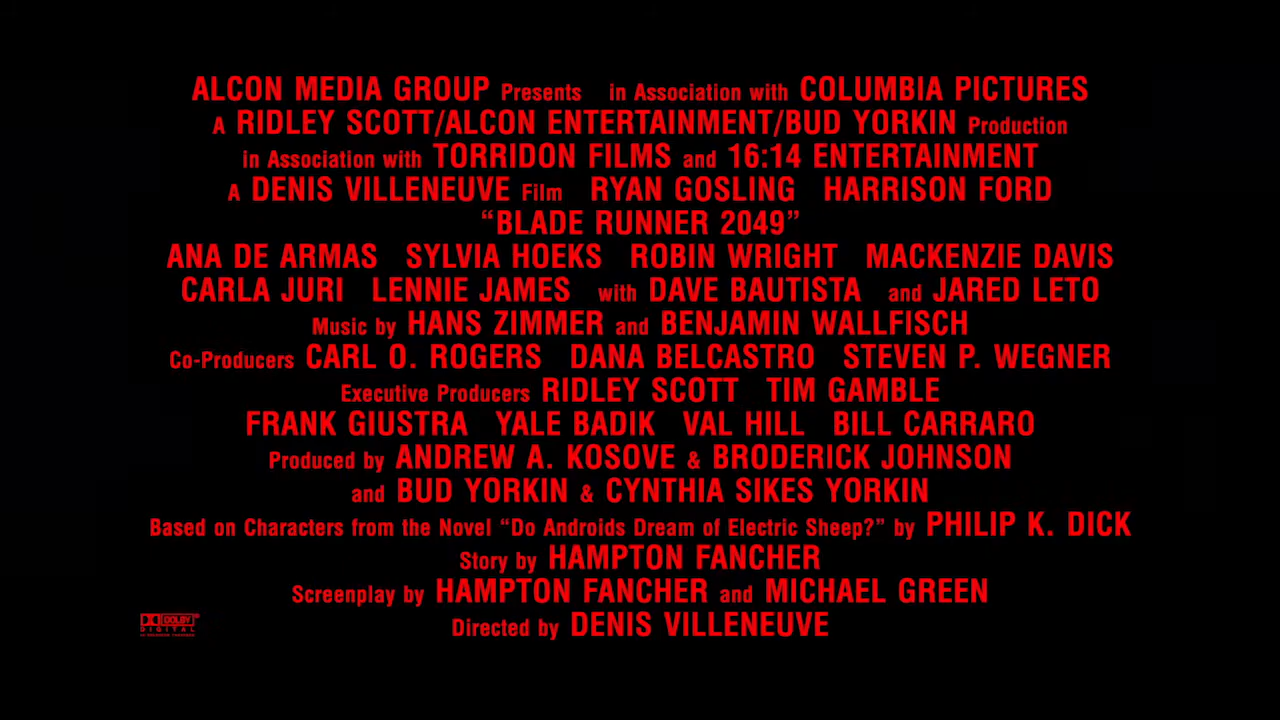 ALCON MEDIA GROUP Presents in Association with COLUMBIA PICTURES
A RIDLEY SCOTT/ALCON ENTERTAINMENT/BUD YORKIN Production
in Association with TORRIDON FILMS and 16:14 ENTERTAINMENT
A DENIS VILLENEUVE Film RYAN GOSLING HARRISON FORD
“BLADE RUNNER 2049”
ANA DE ARMAS SYLVIA HOEKS ROBIN WRIGHT MACKENZIE DAVIS
CARLA JURI LENNIE JAMES with DAVE BAUTISTA and JARED LETO
Music by HANS ZIMMER and BENJAMIN WALLFISCH
Co-Producers CARL O. ROGERS DANA BELCASTRO STEVEN P. WEGNER
Executive Producers RIDLEY SCOTT TIM GAMBLE
FRANK GIUSTRA YALE BADIK VAL HILL BILL CARRARO
Produced by ANDREW A. KOSOVE & BRODERICK JOHNSON
and BUD YORKIN & CYNTHIA SIKES YORKIN
Based on Characters from the Novel “Do Androids Dream of Electric Sheep?” by PHILIP K. DICK
Story by HAMPTON FANCHER
Screenplay by HAMPTON FANCHER and MICHAEL GREEN
Directed by DENIS VILLENEUVE
DOLBY
DIGITAL